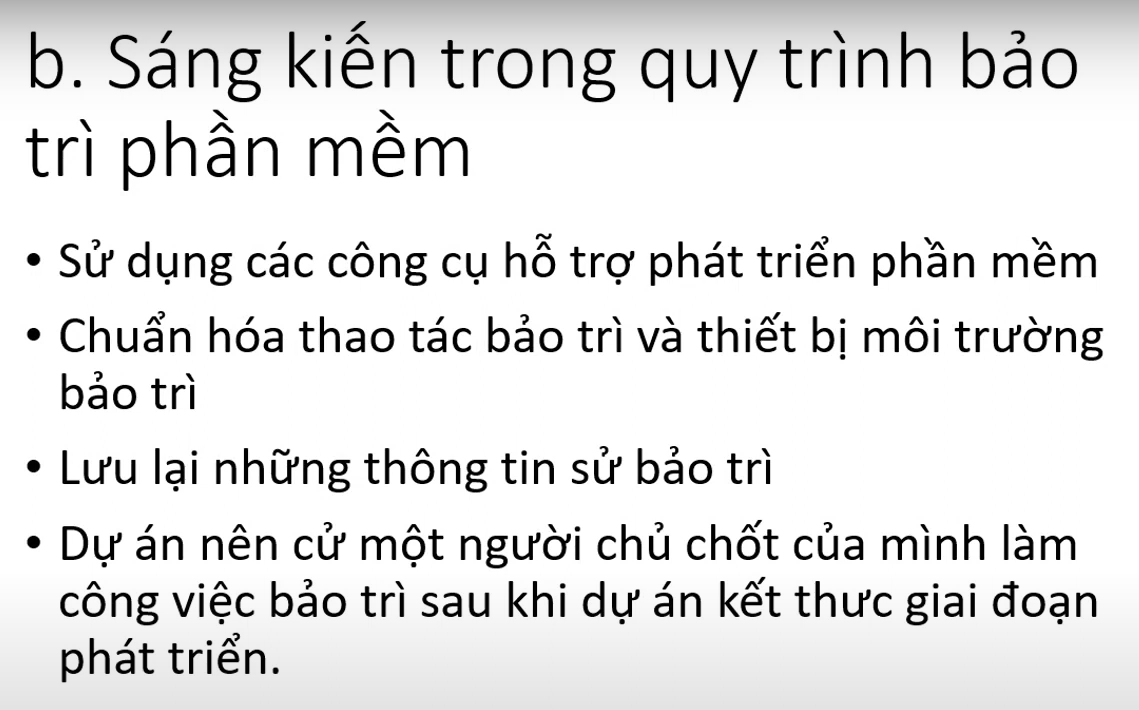 b. Sáng kiến trong quy trình bảo
trì phần mềm
• Sử dụng các công cụ hỗ trợ phát triển phần mềm
• Chuẩn hóa thao tác bảo trì và thiết bị môi trường
bảo trì
• Lưu lại những thông tin sử bảo trì
• Dự án nên cử một người chủ chốt của mình làm
công việc bảo trì sau khi dự án kết thưc giai đoạn
phát triển.